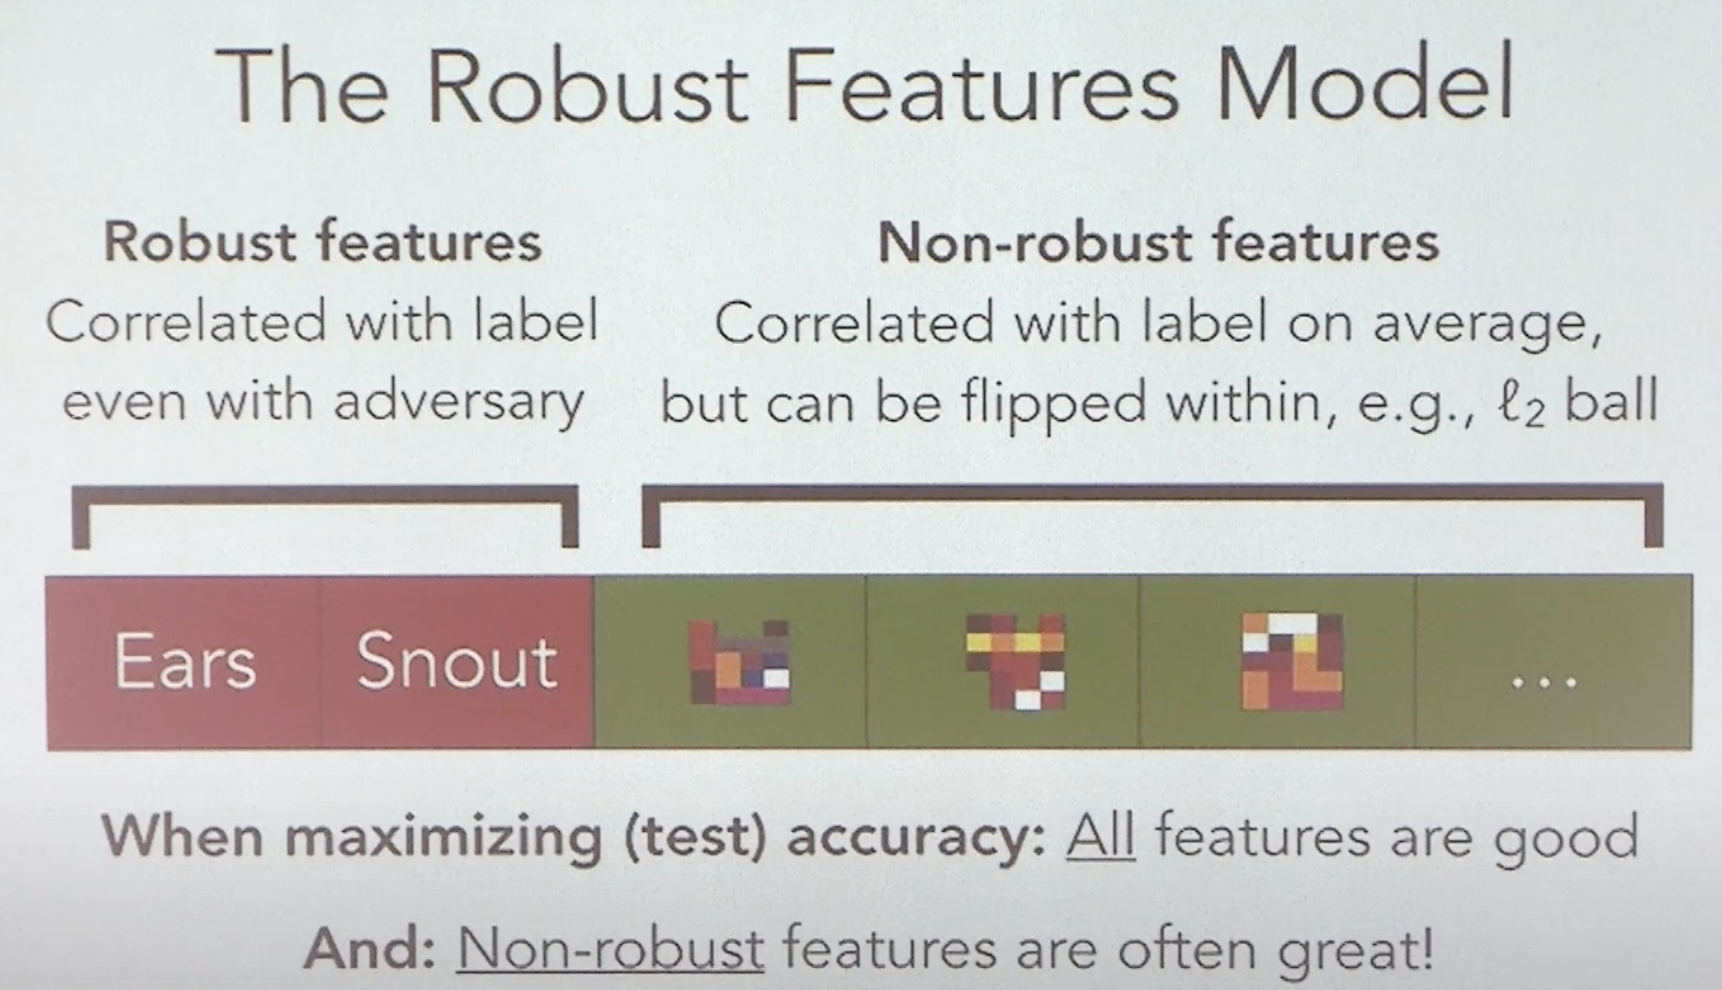 The Robust Features Model
Robust features
Correlated with label
even with adversary
Non-robust features
Correlated with label on average,
but can be flipped within, e.g., ℓ2 ball
Ears
Snout
...
When maximizing (test) accuracy: All features are good
And: Non-robust features are often great!